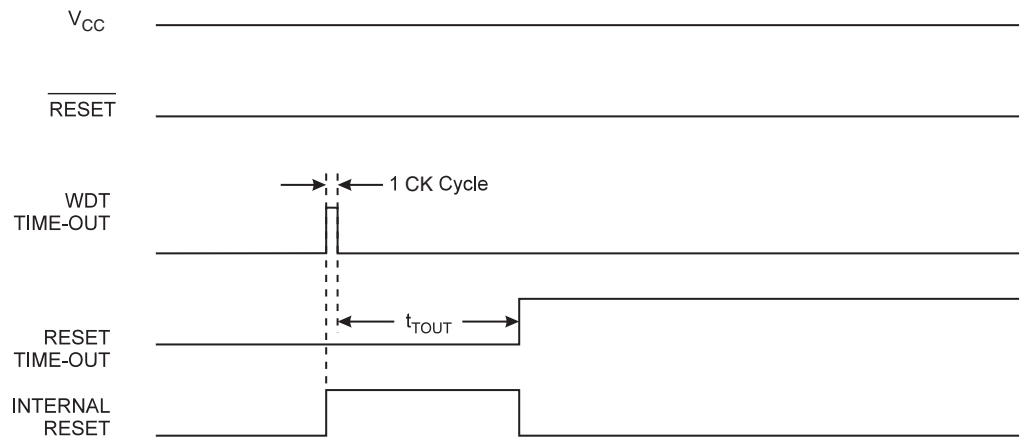 VCC
RESET
1 CK Cycle
WDT
TIME-OUT
tTOUT
RESET
TIME-OUT
INTERNAL
RESET